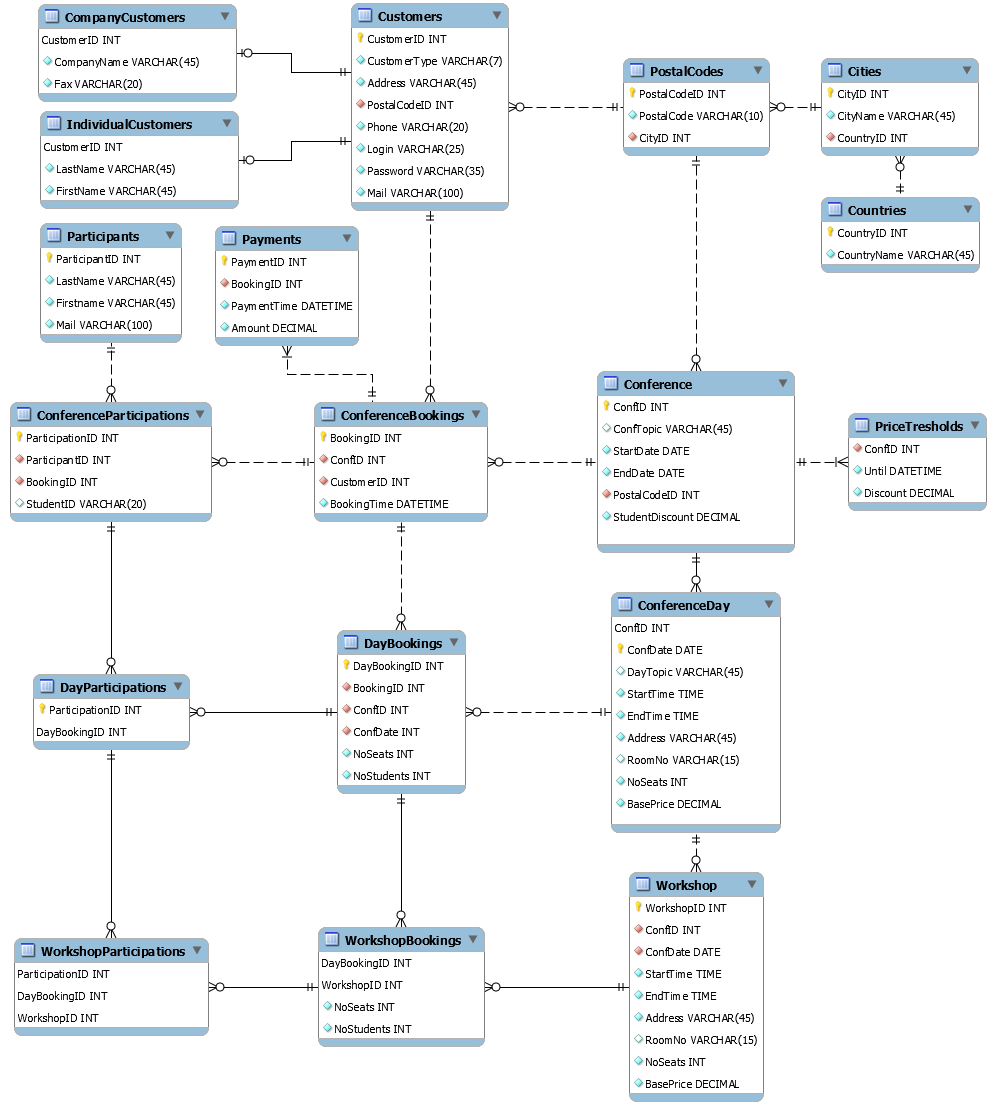 CompanyCustomers
CustomerID INT
CompanyName VARCHAR(45)
Fax VARCHAR(20)
Customers
CustomerID INT
CustomerType VARCHAR(7)
Address VARCHAR(45)
PostalCodeID INT
Phone VARCHAR(20)
Login VARCHAR(25)
Password VARCHAR(35)
Mail VARCHAR(100)
PostalCodes
PostalCodeID INT
PostalCode VARCHAR(10)
CityID INT
Cities
CityID INT
CityName VARCHAR(45)
CountryID INT
IndividualCustomers
CustomerID INT
LastName VARCHAR(45)
FirstName VARCHAR(45)
Countries
CountryID INT
CountryName VARCHAR(45)
Participants
ParticipantID INT
LastName VARCHAR(45)
Firstname VARCHAR(45)
Mail VARCHAR(100)
Payments
PaymentID INT
BookingID INT
PaymentTime DATETIME
Amount DECIMAL
ConferenceParticipations
ParticipationID INT
ParticipantID INT
BookingID INT
StudentID VARCHAR(20)
ConferenceBookings
BookingID INT
ConfID INT
CustomerID INT
BookingTime DATETIME
Conference
ConfID INT
ConfTopic VARCHAR(45)
StartDate DATE
EndDate DATE
PostalCodeID INT
StudentDiscount DECIMAL
PriceTresholds
ConfID INT
Until DATETIME
Discount DECIMAL
ConferenceDay
ConfID INT
ConfDate DATE
DayTopic VARCHAR(45)
StartTime TIME
EndTime TIME
Address VARCHAR(45)
RoomNo VARCHAR(15)
NoSeats INT
BasePrice DECIMAL
DayBookings
DayBookingID INT
BookingID INT
ConfID INT
ConfDate INT
NoSeats INT
NoStudents INT
DayParticipations
ParticipationID INT
DayBookingID INT
Workshop
WorkshopID INT
ConfID INT
ConfDate DATE
StartTime TIME
EndTime TIME
Address VARCHAR(45)
RoomNo VARCHAR(15)
NoSeats INT
BasePrice DECIMAL
WorkshopBookings
DayBookingID INT
WorkshopID INT
NoSeats INT
NoStudents INT
WorkshopParticipations
ParticipationID INT
DayBookingID INT
WorkshopID INT